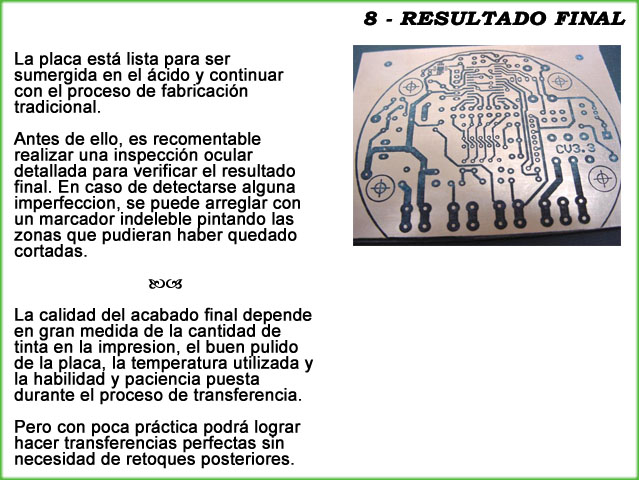 8 - RESULTADO FINAL
La placa está lista para ser
sumergida en el ácido y continuar
con el proceso de fabricación
tradicional.
Antes de ello, es recomentable
realizar una inspección ocular
detallada para verificar el resultado
final. En caso de detectarse alguna
imperfeccion, se puede arreglar con
un marcador indeleble pintando las
zonas que pudieran haber quedado
cortadas.
La calidad del acabado final depende
en gran medida de la cantidad de
tinta en la impresion, el buen pulido
de la placa, la temperatura utilizada y
la habilidad y paciencia puesta
durante el proceso de transferencia.
Pero con poca práctica podrá lograr
hacer transferencias perfectas sin
necesidad de retoques posteriores.
CV3.3